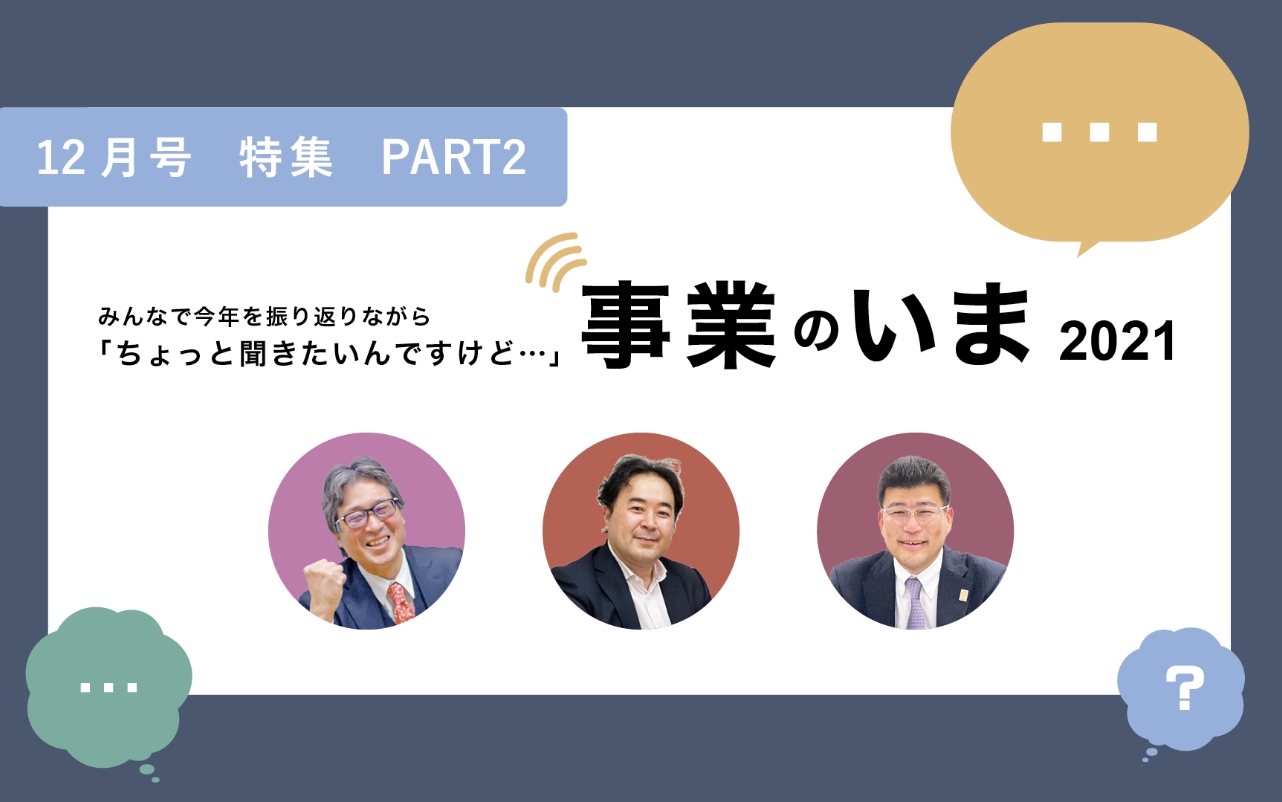 12月号 特集 PART2
みんなで今年を振り返りながら
「ちょっと聞きたいんですけど…」
事業のいま 2021
…
…
?